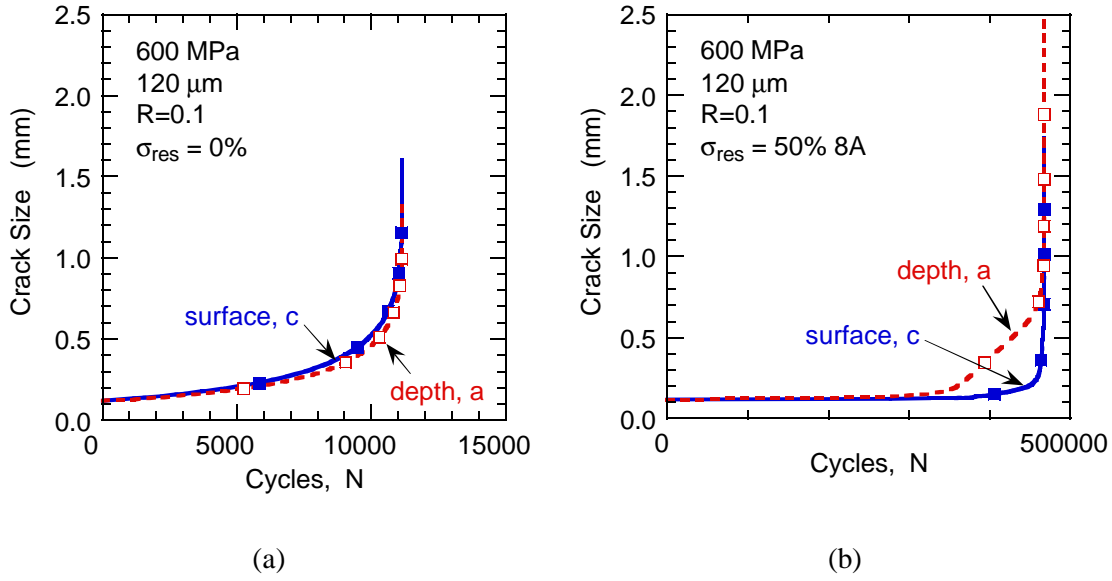 2.5
2.0
1.5
1.0
0.5
0.0
Crack Size (mm)
600 MPa
120 μm
R=0.1
σres = 0%
surface, c
depth, a
0
5000
10000
15000
Cycles, N
(a)
2.5
2.0
1.5
1.0
0.5
0.0
Crack Size (mm)
600 MPa
120 μm
R=0.1
σres = 50% 8A
depth, a
surface, c
0
500000
Cycles, N
(b)